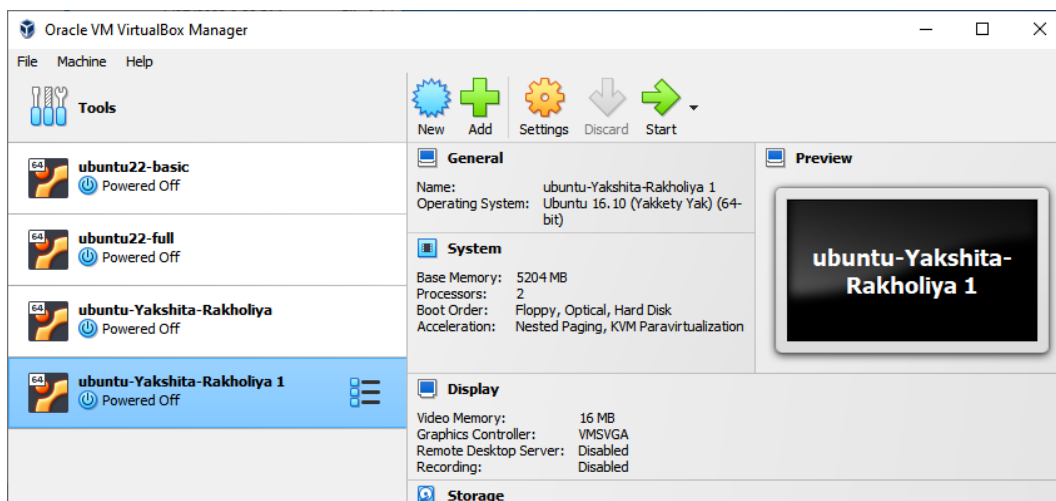 Oracle VM VirtualBox Manager
File Machine Help
Tools
New Add Settings Discard Start
64
ubuntu22-basic
Powered Off
64
ubuntu22-full
Powered Off
64
ubuntu-Yakshita-Rakholiya
Powered Off
64
ubuntu-Yakshita-Rakholiya 1
Powered Off
General
Name: ubuntu-Yakshita-Rakholiya 1
Operating System: Ubuntu 16.10 (Yakkety Yak) (64-
bit)
System
Base Memory: 5204 MB
Processors: 2
Boot Order: Floppy, Optical, Hard Disk
Acceleration: Nested Paging, KVM Paravirtualization
Display
Video Memory: 16 MB
Graphics Controller: VMSVGA
Remote Desktop Server: Disabled
Recording: Disabled
Storage
Preview
ubuntu-Yakshita-
Rakholiya 1